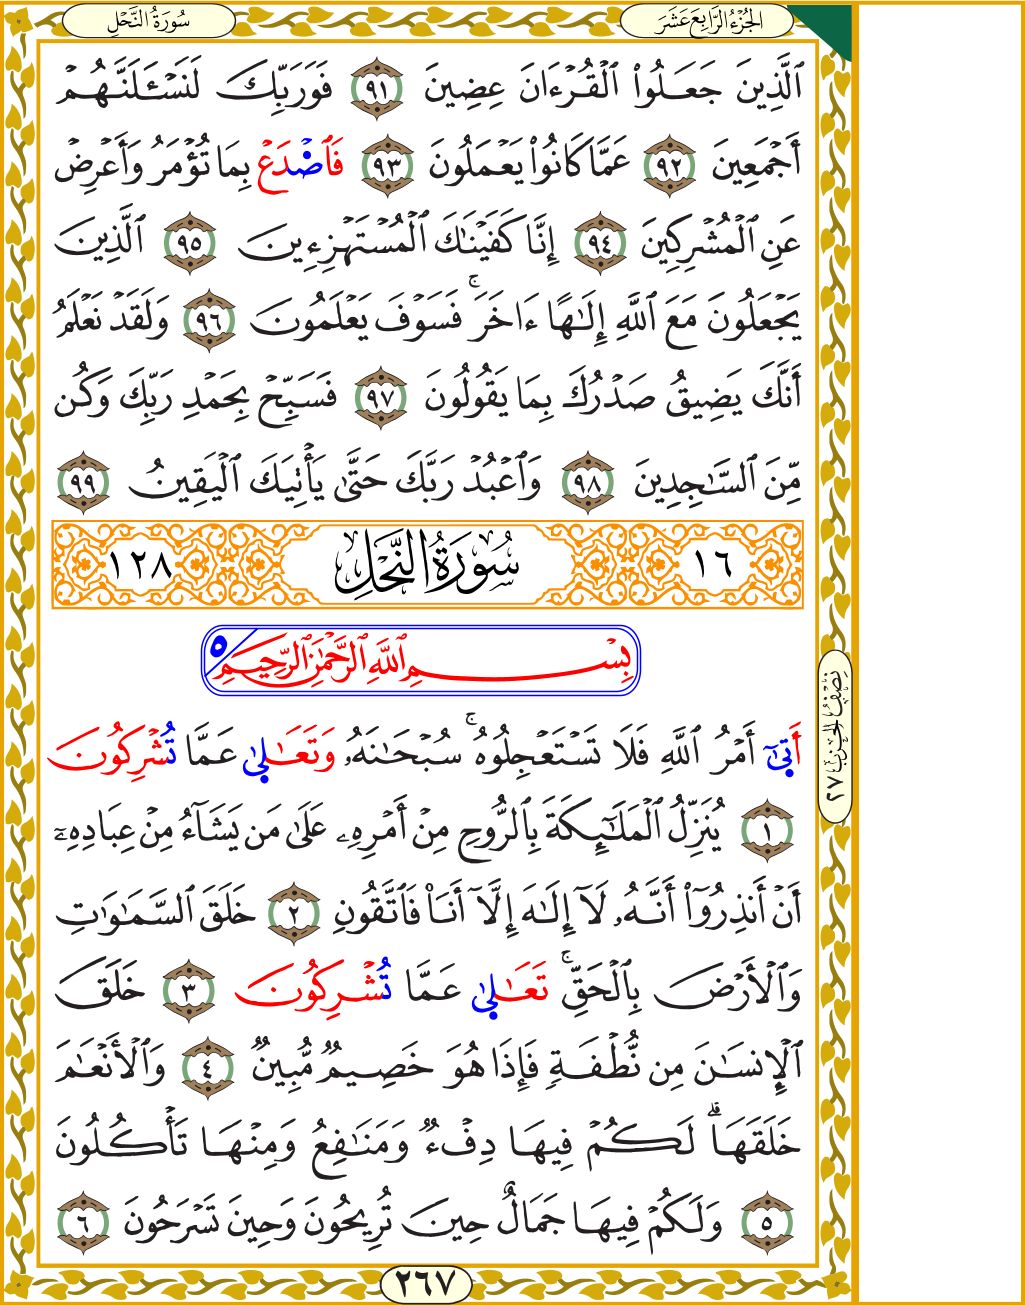 الجُزْءُ الرَّابِعَ عَشَرَ
سُورَةُ النَّحْلِ
ٱلَّذِينَ جَعَلُوا۟ ٱلْقُرْءَانَ عِضِينَ ٩١ فَوَرَبِّكَ لَنَسْـَٔلَنَّهُمْ
أَجْمَعِينَ ٩٢ عَمَّا كَانُوا۟ يَعْمَلُونَ ٩٣ فَٱصْدَعْ بِمَا تُؤْمَرُ وَأَعْرِضْ
عَنِ ٱلْمُشْرِكِينَ ٩٤ إِنَّا كَفَيْنَـٰكَ ٱلْمُسْتَهْزِءِينَ ٩٥ ٱلَّذِينَ
يَجْعَلُونَ مَعَ ٱللَّهِ إِلَـٰهًا ءَاخَرَ ۚ فَسَوْفَ يَعْلَمُونَ ٩٦ وَلَقَدْ نَعْلَمُ
أَنَّكَ يَضِيقُ صَدْرُكَ بِمَا يَقُولُونَ ٩٧ فَسَبِّحْ بِحَمْدِ رَبِّكَ وَكُن
مِّنَ ٱلسَّـٰجِدِينَ ٩٨ وَٱعْبُدْ رَبَّكَ حَتَّىٰ يَأْتِيَكَ ٱلْيَقِينُ ٩٩
١٦ سُورَةُ النَّحْلِ ١٢٨
بِسْمِ ٱللَّهِ ٱلرَّحْمَـٰنِ ٱلرَّحِيمِ ٥
أَتَىٰٓ أَمْرُ ٱللَّهِ فَلَا تَسْتَعْجِلُوهُ ۚ سُبْحَـٰنَهُۥ وَتَعَـٰلَىٰ عَمَّا تُشْرِكُونَ
١ يُنَزِّلُ ٱلْمَلَـٰٓئِكَةَ بِٱلرُّوحِ مِنْ أَمْرِهِۦ عَلَىٰ مَن يَشَآءُ مِنْ عِبَادِهِۦٓ
أَنْ أَنذِرُوٓا۟ أَنَّهُۥ لَآ إِلَـٰهَ إِلَّآ أَنَا۠ فَٱتَّقُونِ ٢ خَلَقَ ٱلسَّمَـٰوَٰتِ
وَٱلْأَرْضَ بِٱلْحَقِّ ۚ تَعَـٰلَىٰ عَمَّا تُشْرِكُونَ ٣ خَلَقَ
ٱلْإِنسَـٰنَ مِن نُّطْفَةٍ فَإِذَا هُوَ خَصِيمٌ مُّبِينٌ ٤ وَٱلْأَنْعَـٰمَ
خَلَقَهَا ۗ لَكُمْ فِيهَا دِفْءٌ وَمَنَـٰفِعُ وَمِنْهَا تَأْكُلُونَ
٥ وَلَكُمْ فِيهَا جَمَالٌ حِينَ تُرِيحُونَ وَحِينَ تَسْرَحُونَ ٦
نِصْفُ الْحِزْبِ ٢٧
٢٦٧